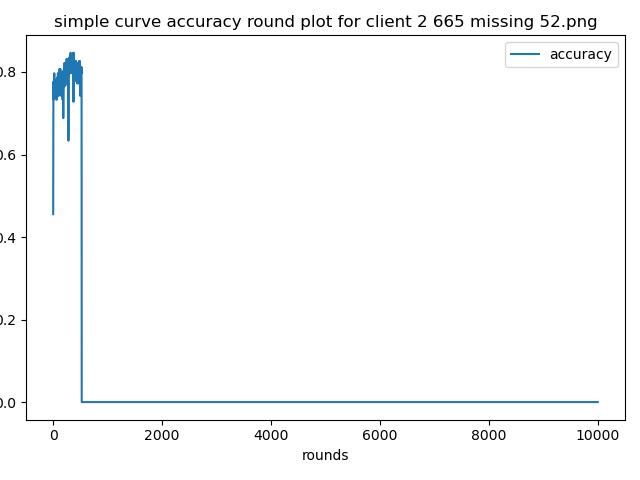 simple curve accuracy round plot for client 2 665 missing 52.png
accuracy
0.8
0.6
0.4
0.2
0.0
0 2000 4000 6000 8000 10000
rounds